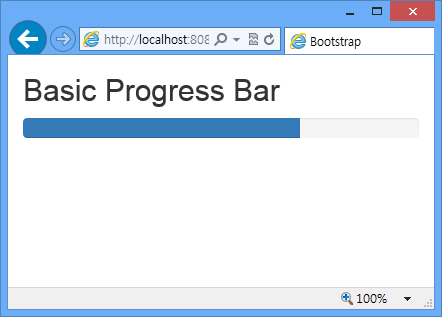 http://localhost:808
Bootstrap
Basic Progress Bar
100%